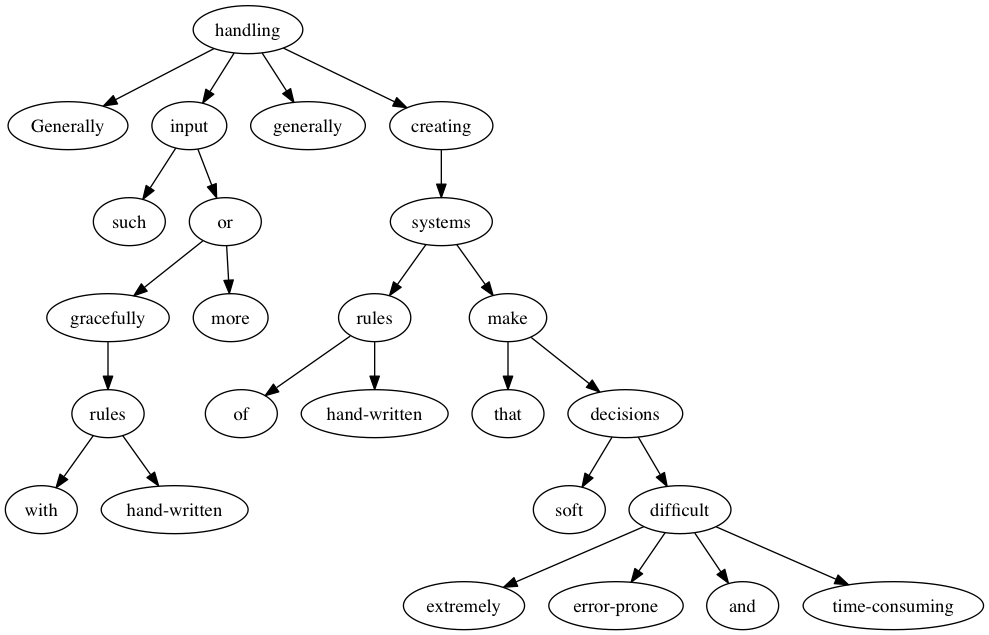 handling
Generally input generally creating
such or systems
gracefully more rules make
rules of hand-written that decisions
with hand-written soft difficult
extremely error-prone and time-consuming